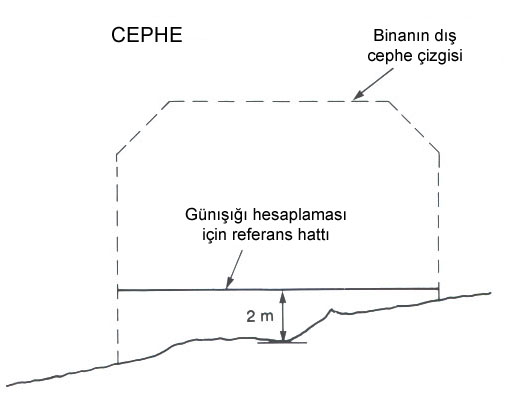 CEPHE
Binanın dış
cephe çizgisi
Günışığı hesaplaması
için referans hattı
2 m